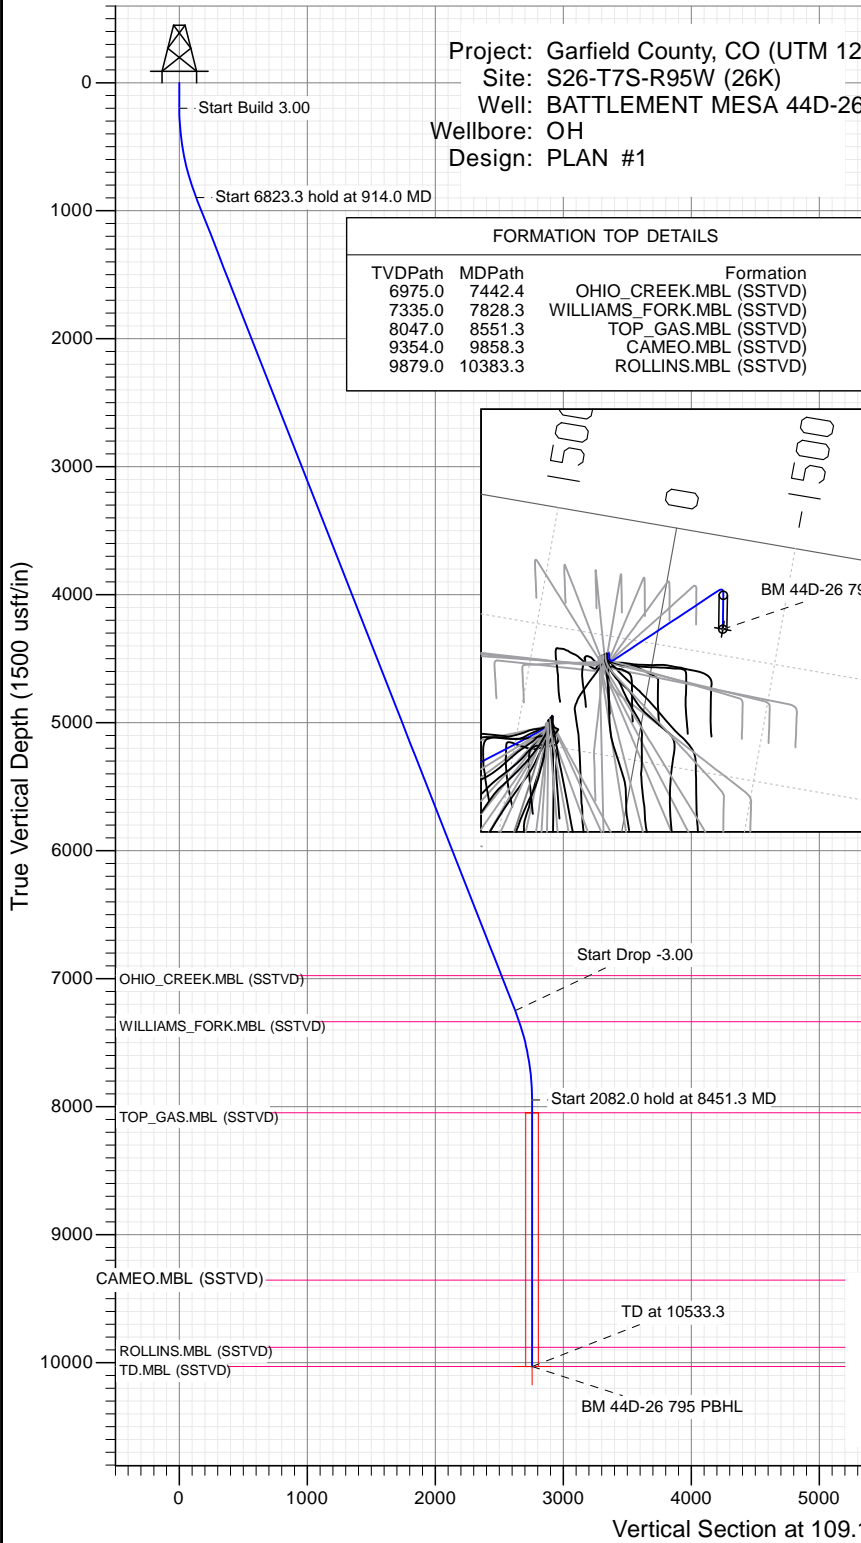 Project: Garfield County, CO (UTM 12
Site: S26-T7S-R95W (26K)
Well: BATTLEMENT MESA 44D-26
Wellbore: OH
Design: PLAN #1
0
Start Build 3.00
Start 6823.3 hold at 914.0 MD
1000
FORMATION TOP DETAILS
TVDPath MDPath Formation
6975.0 7442.4 OHIO_CREEK.MBL (SSTVD)
7335.0 7828.3 WILLIAMS_FORK.MBL (SSTVD)
8047.0 8551.3 TOP_GAS.MBL (SSTVD)
9354.0 9858.3 CAMEO.MBL (SSTVD)
9879.0 10383.3 ROLLINS.MBL (SSTVD)
2000
3000
1500
0
-1500
BM 44D-26 79
4000
5000
6000
True Vertical Depth (1500 usft/in)
Start Drop -3.00
7000
OHIO_CREEK.MBL (SSTVD)
WILLIAMS_FORK.MBL (SSTVD)
Start 2082.0 hold at 8451.3 MD
8000
TOP_GAS.MBL (SSTVD)
9000
CAMEO.MBL (SSTVD)
TD at 10533.3
ROLLINS.MBL (SSTVD)
10000
TD.MBL (SSTVD)
BM 44D-26 795 PBHL
0 1000 2000 3000 4000 5000
Vertical Section at 109.1